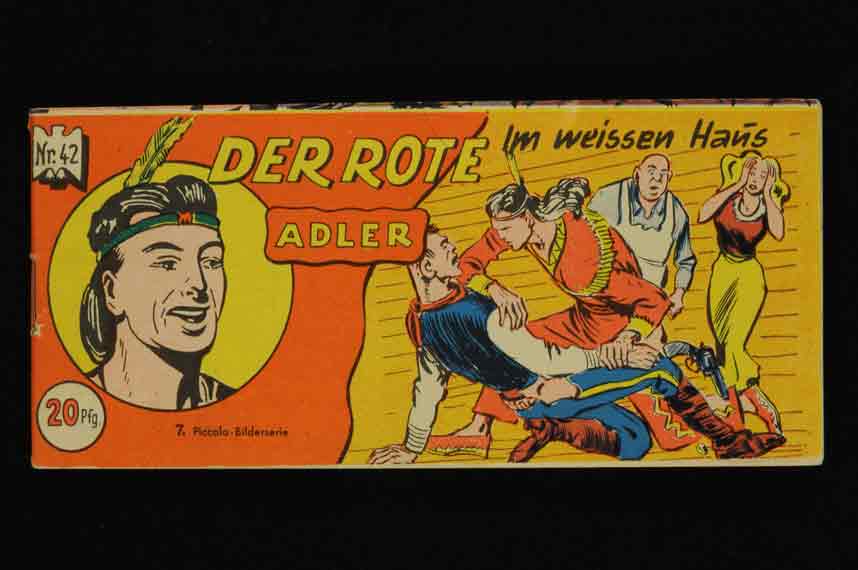 Nr. 42
DER ROTE
ADLER
Im weissen Haus
20 Pfg.
7. Piccolo-Bilderserie